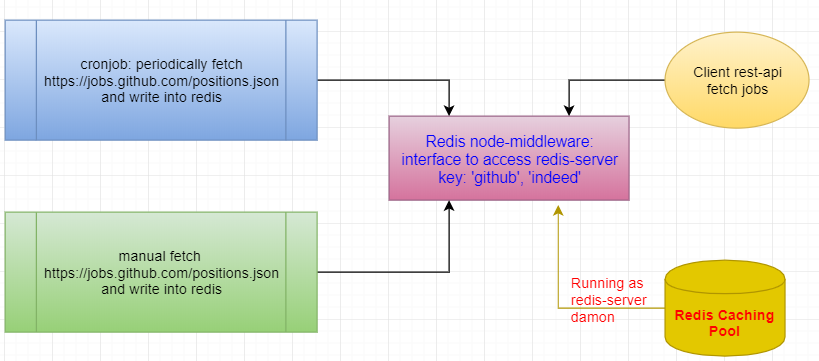 cronjob: periodically fetch
https://jobs.github.com/positions.json
and write into redis
Client rest-api
fetch jobs
Redis node-middleware:
interface to access redis-server
key: 'github', 'indeed'
manual fetch
https://jobs.github.com/positions.json
and write into redis
Running as
redis-server
damon
Redis Caching
Pool